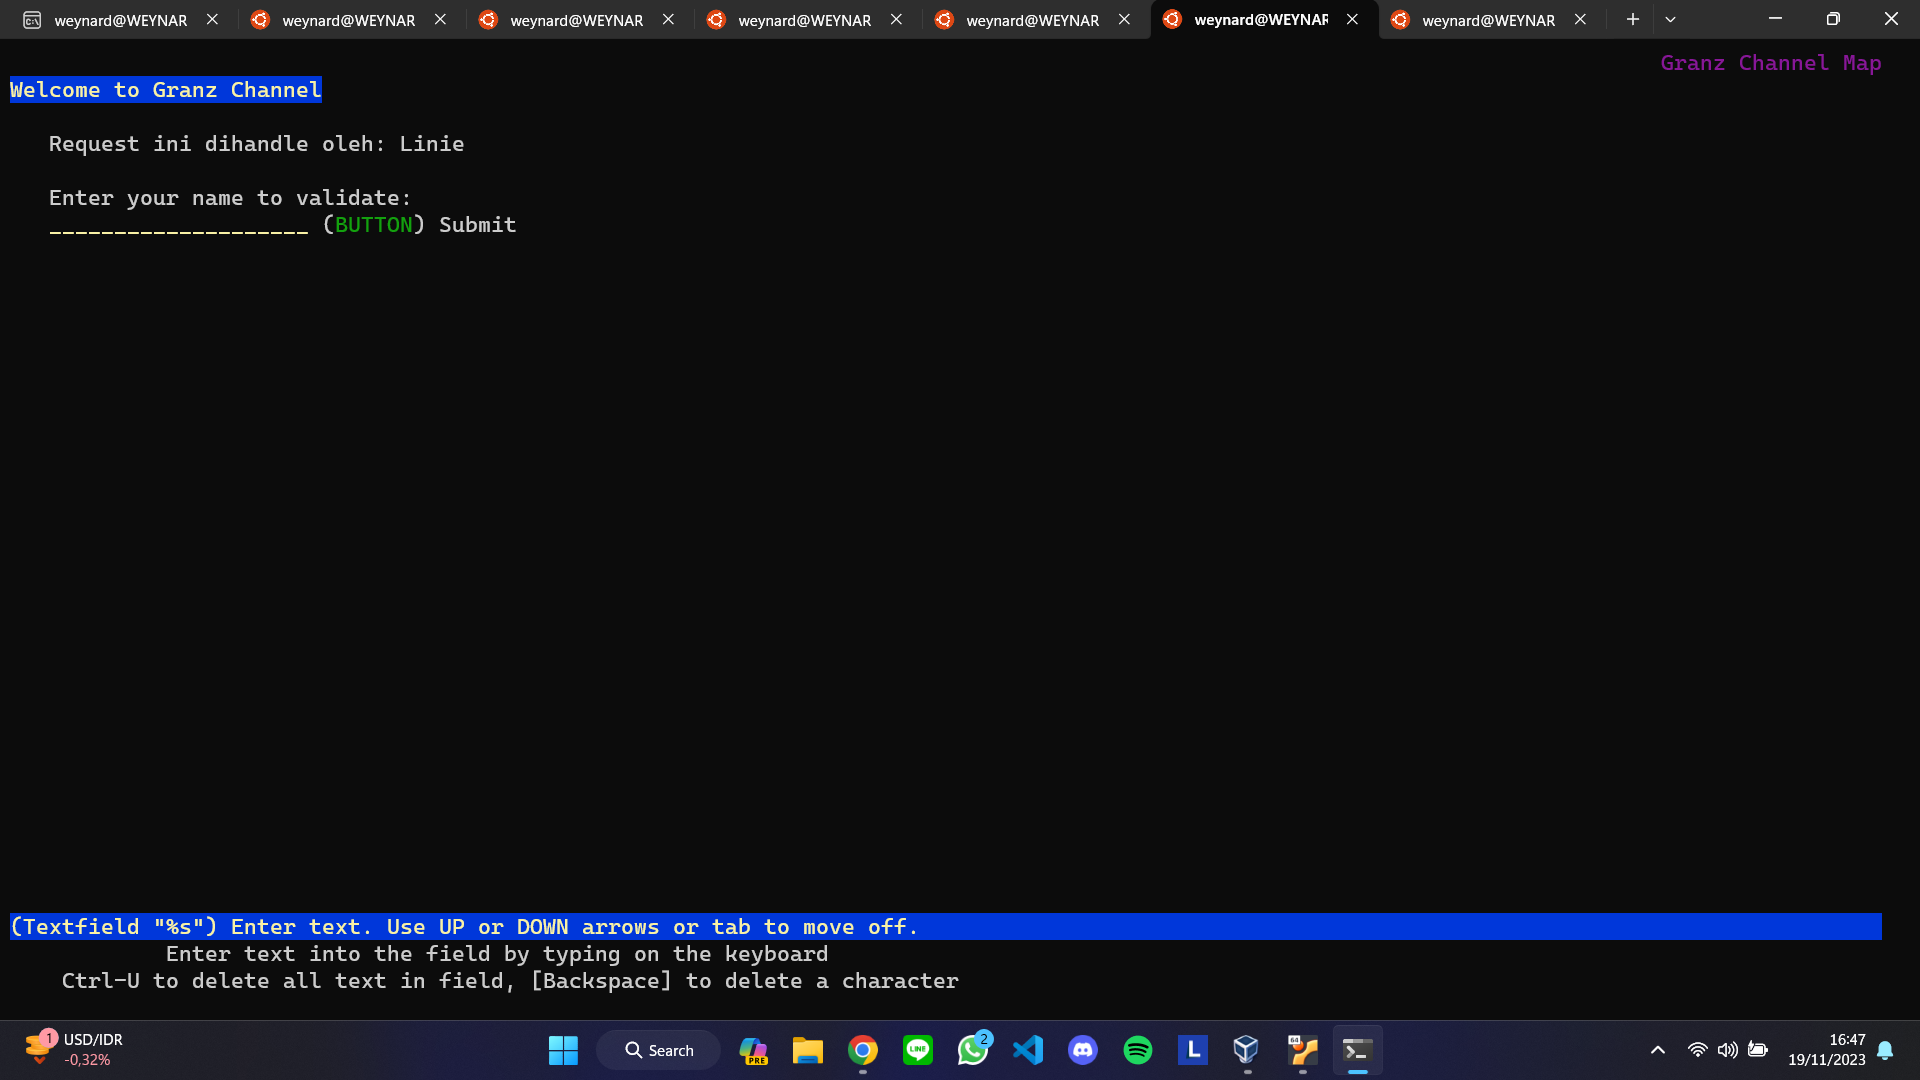 weynard@WEYNAR weynard@WEYNAR weynard@WEYNAR weynard@WEYNAR weynard@WEYNAR weynard@WEYNAR weynard@WEYNAR
Granz Channel Map
Welcome to Granz Channel
Request ini dihandle oleh: Linie
Enter your name to validate:
____________________ (BUTTON) Submit
(Textfield "%s") Enter text. Use UP or DOWN arrows or tab to move off.
Enter text into the field by typing on the keyboard
Ctrl-U to delete all text in field, [Backspace] to delete a character
1
USD/IDR
-0,32%
Search
PRE
LINE
2
L
64
16:47
19/11/2023